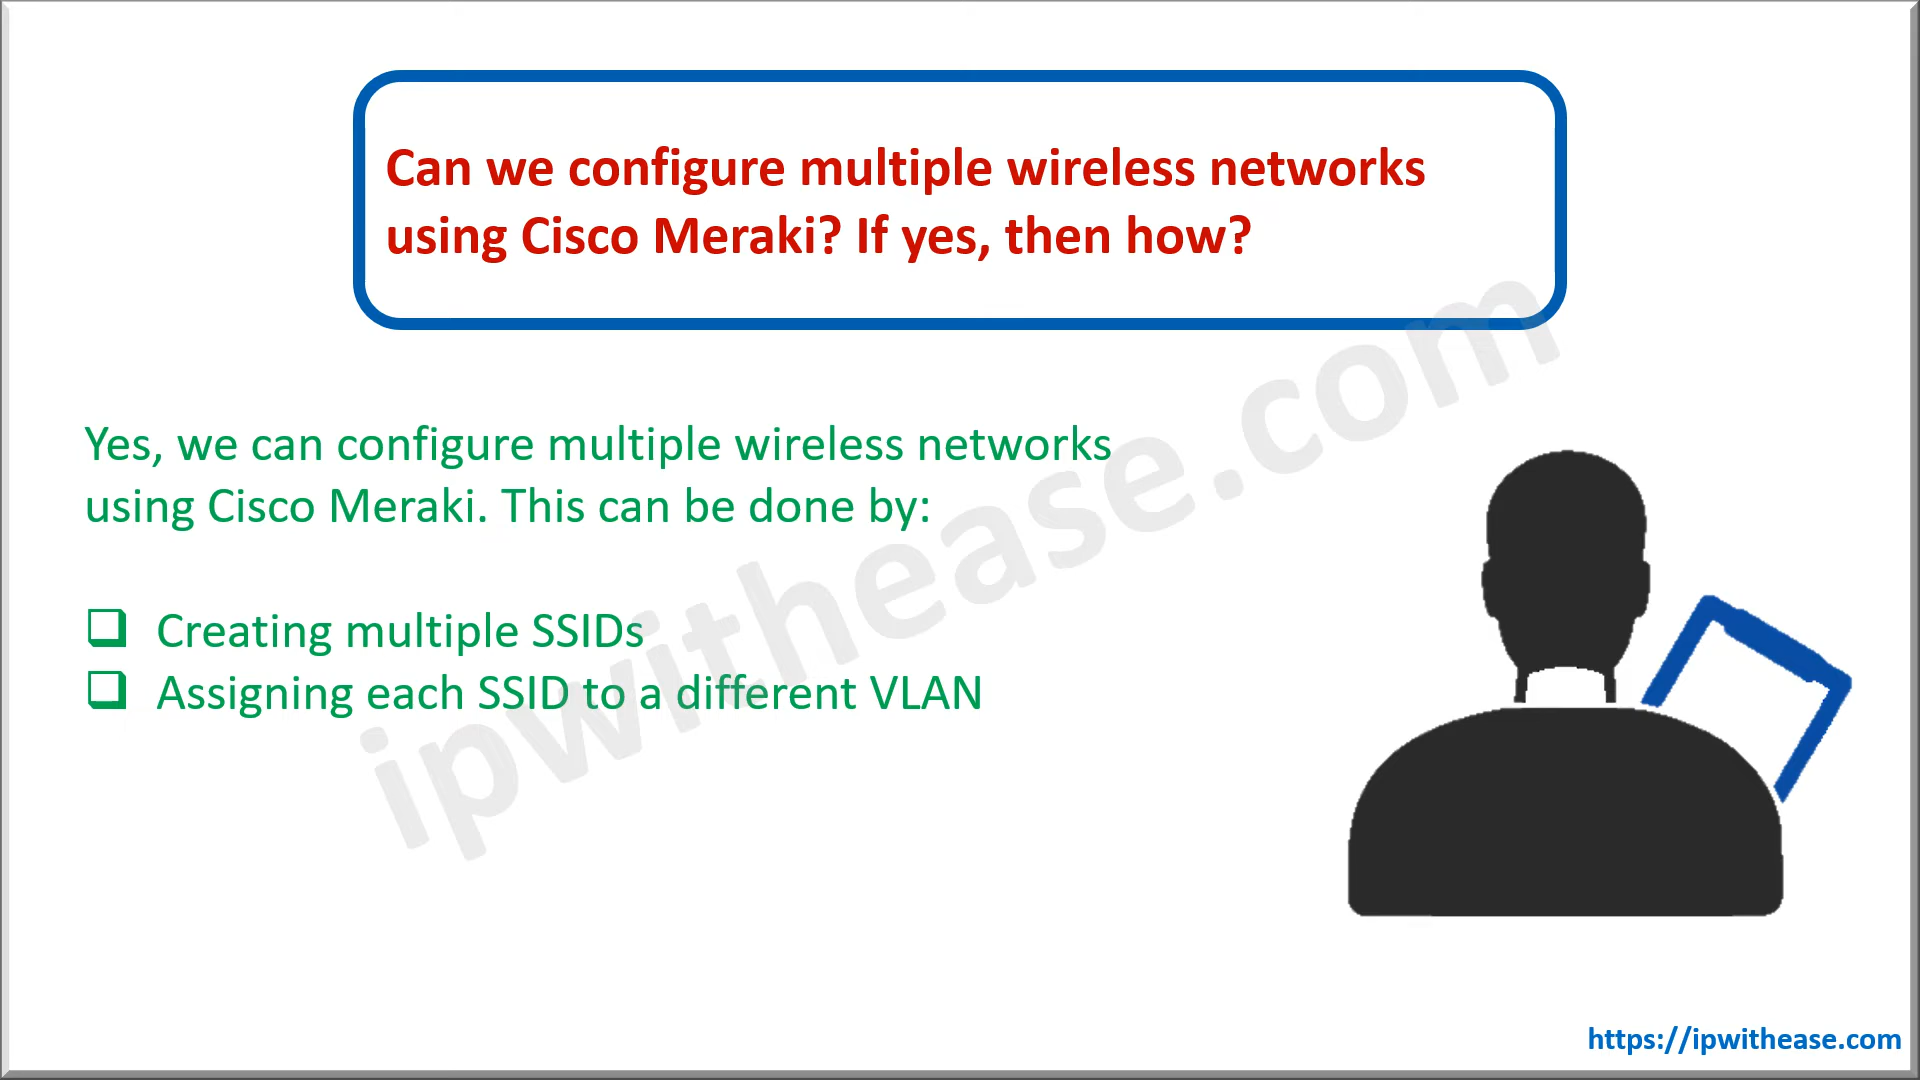 Can we configure multiple wireless networks
using Cisco Meraki? If yes, then how?
Yes, we can configure multiple wireless networks
using Cisco Meraki. This can be done by:
Creating multiple SSIDs
Assigning each SSID to a different VLAN
ipwithease.com
https://ipwithease.com